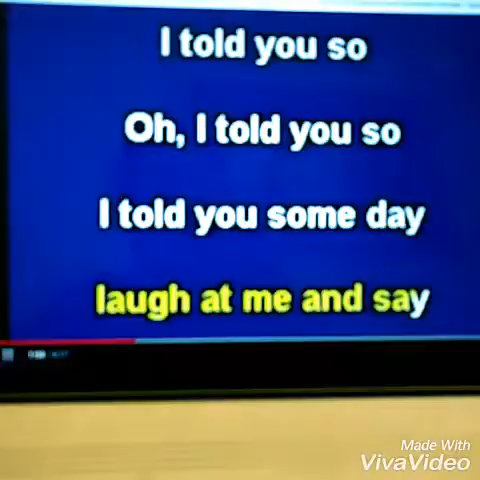 I told you so
Oh, I told you so
I told you some day
laugh at me and say
Made With
VivaVideo